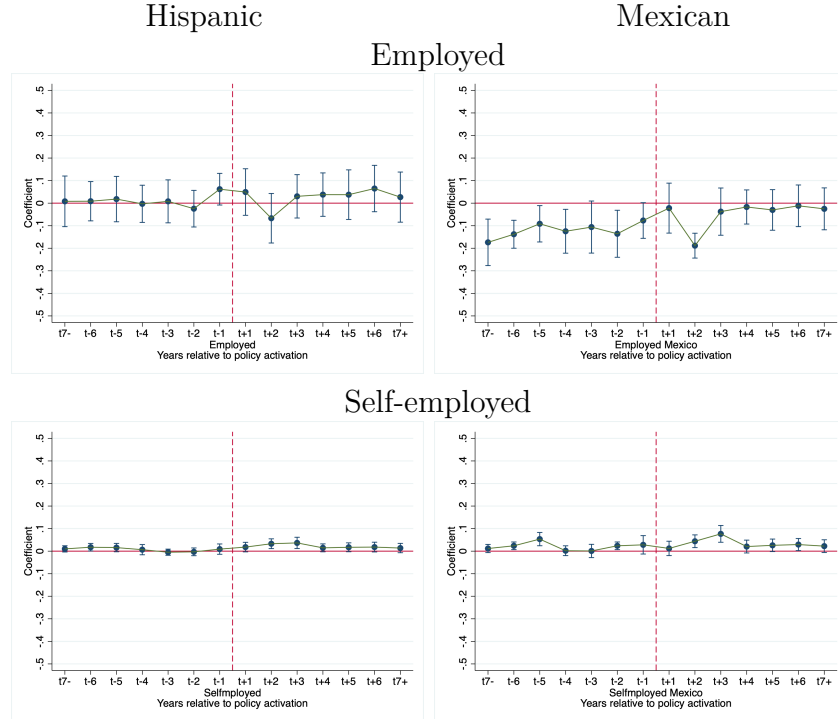 Hispanic Mexican
Employed
.5 .4 .3 .2 .1 0 -.1 -.2 -.3 -.4 -.5
Coefficient
t7- t-6 t-5 t-4 t-3 t-2 t-1 t+1 t+2 t+3 t+4 t+5 t+6 t7+
Employed
Years relative to policy activation
.5 .4 .3 .2 .1 0 -.1 -.2 -.3 -.4 -.5
Coefficient
t7- t-6 t-5 t-4 t-3 t-2 t-1 t+1 t+2 t+3 t+4 t+5 t+6 t7+
Employed Mexico
Years relative to policy activation
Self-employed
.5 .4 .3 .2 .1 0 -.1 -.2 -.3 -.4 -.5
Coefficient
t7- t-6 t-5 t-4 t-3 t-2 t-1 t+1 t+2 t+3 t+4 t+5 t+6 t7+
Selfmployed
Years relative to policy activation
.5 .4 .3 .2 .1 0 -.1 -.2 -.3 -.4 -.5
Coefficient
t7- t-6 t-5 t-4 t-3 t-2 t-1 t+1 t+2 t+3 t+4 t+5 t+6 t7+
Selfmployed Mexico
Years relative to policy activation